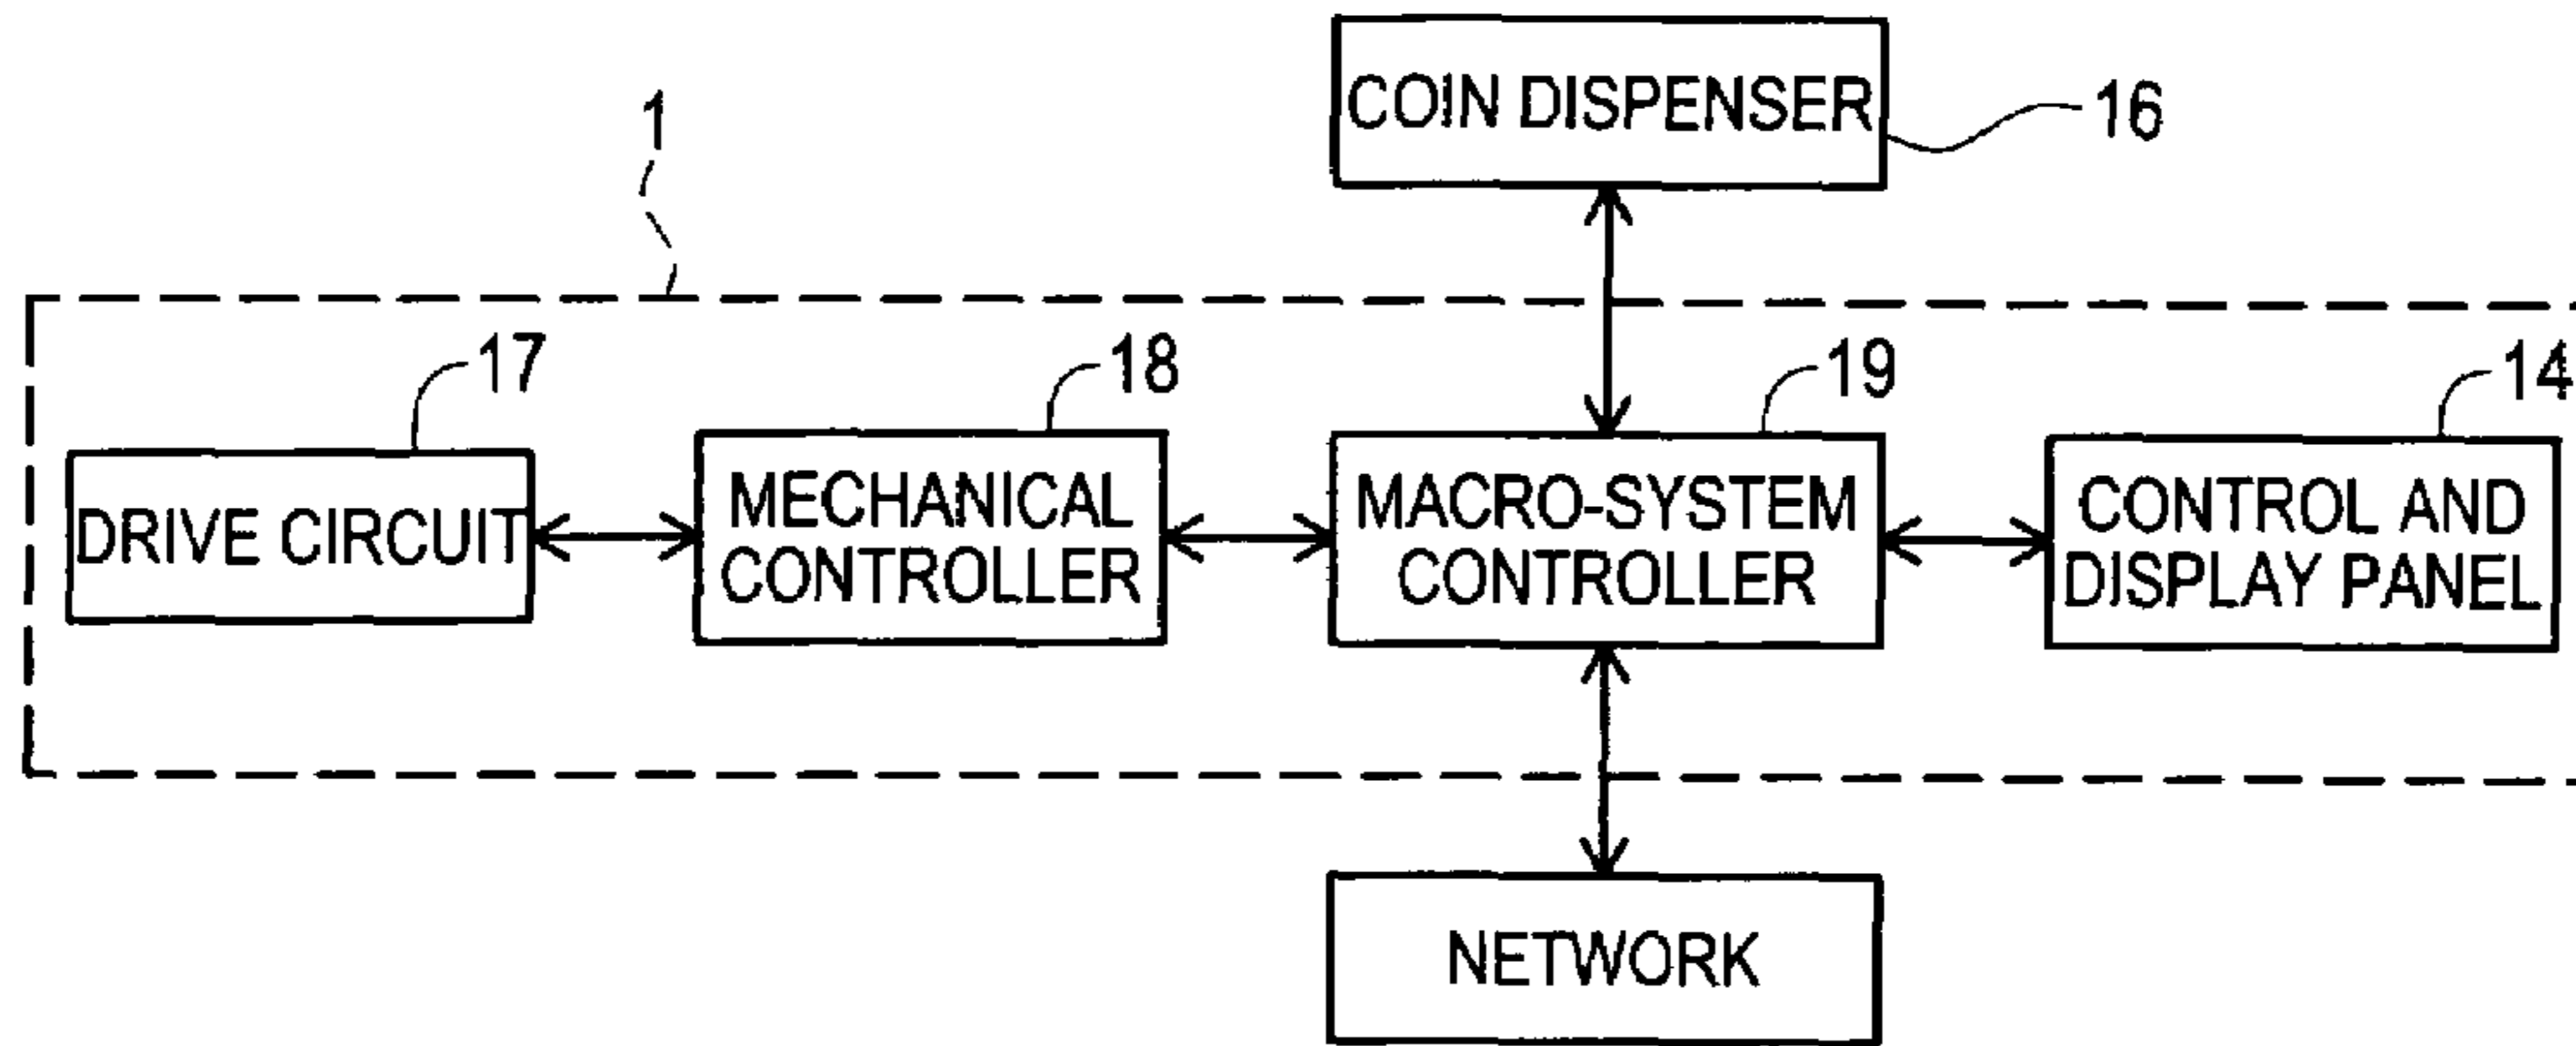 COIN DISPENSER
16
1
17
18
19
14
DRIVE CIRCUIT
MECHANICAL
CONTROLLER
MACRO-SYSTEM
CONTROLLER
CONTROL AND
DISPLAY PANEL
NETWORK